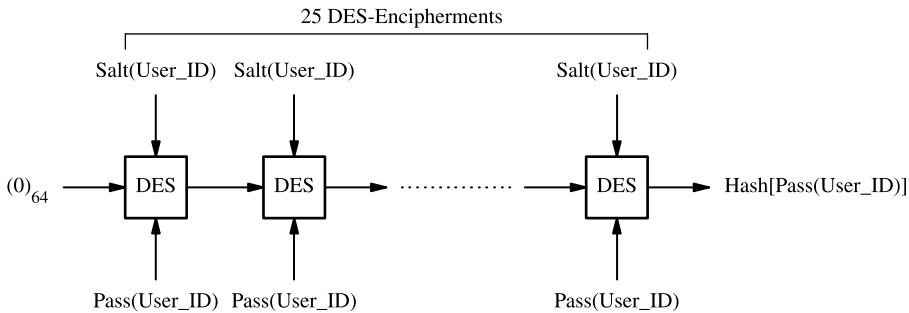 25 DES-Encipherments
Salt(User_ID) Salt(User_ID) Salt(User_ID)
(0)64 DES DES DES Hash[Pass(User_ID)]
Pass(User_ID) Pass(User_ID) Pass(User_ID)